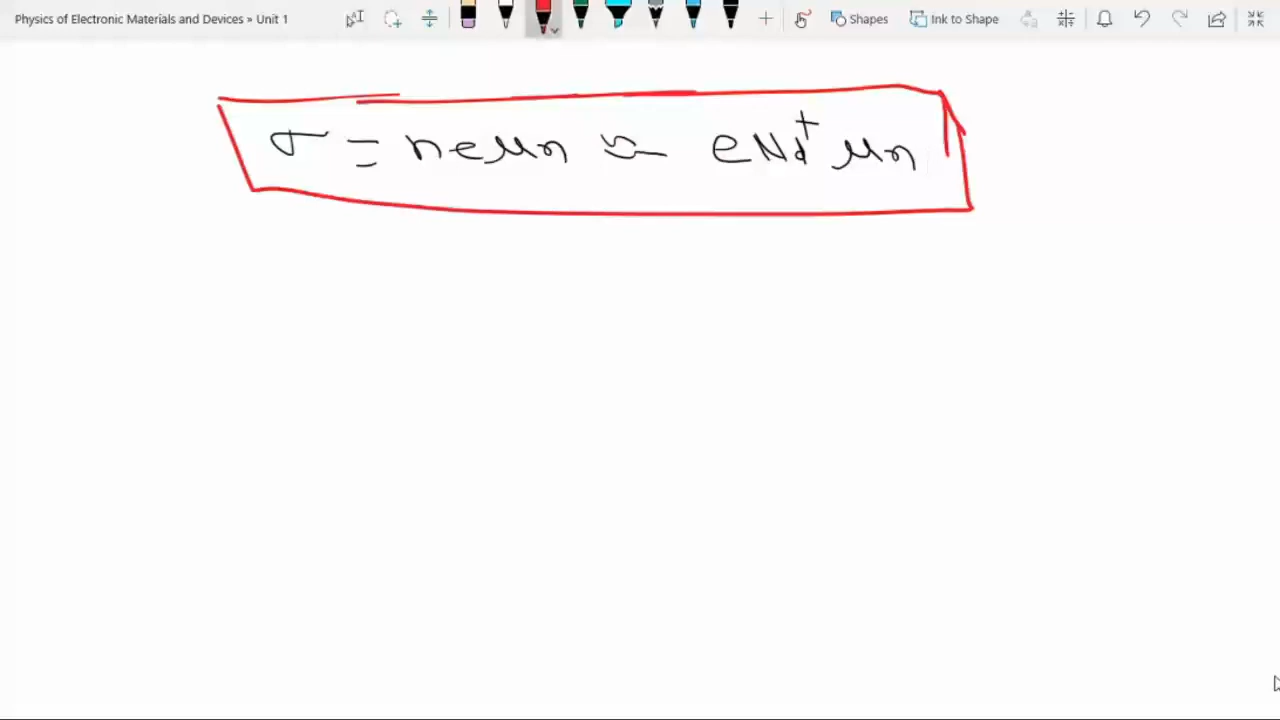 Physics of Electronic Materials and Devices » Unit 1
Shapes
Ink to Shape
σ = neμn ≃ eNd⁺ μn